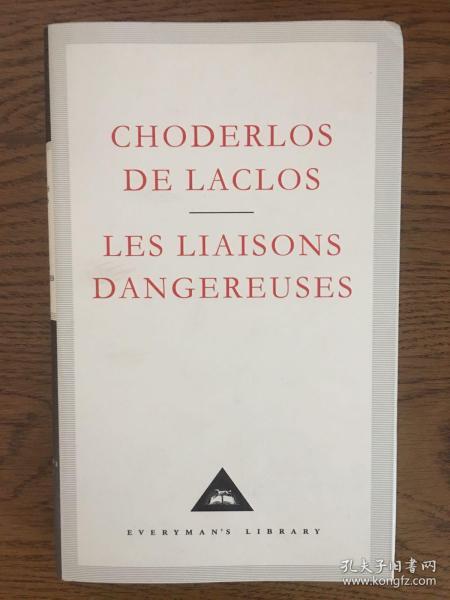 CHODERLOS
DE LACLOS
LES LIAISONS
DANGEREUSES
EVERYMAN'S LIBRARY
孔夫子旧书网
www.kongfz.com